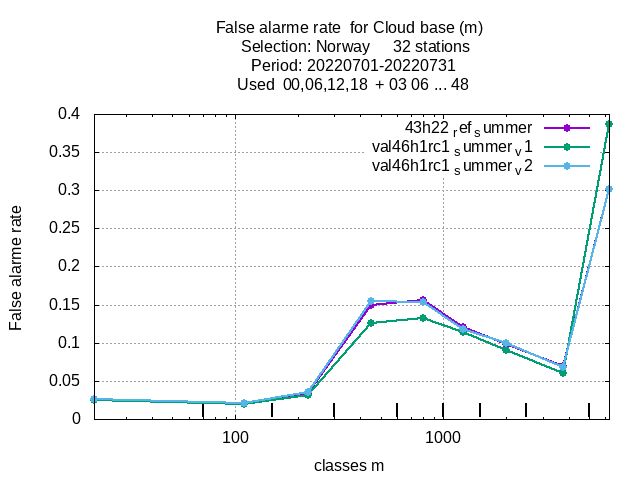 False alarme rate  for Cloud base (m)
Selection: Norway     32 stations
Period: 20220701-20220731
Used  00,06,12,18  + 03 06 ... 48
0.4
0.35
0.3
0.25
0.2
0.15
0.1
0.05
0
False alarme rate
43h22 ref summer
val46h1rc1 summer v1
val46h1rc1 summer v2
100
1000
classes m